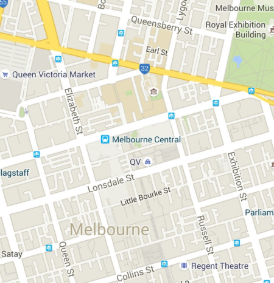 Melbourne Mus
Queensberry St
Lygo
Royal Exhibition
Building
Earl St
32
Queen Victoria Market
Elizabeth St
Melbourne Central
QV
Exhibition St
lagstaff
Lonsdale St
Little Bourke St
Russell St
Parliam
Melbourne
Queen St
Satay
Collins St
Regent Theatre